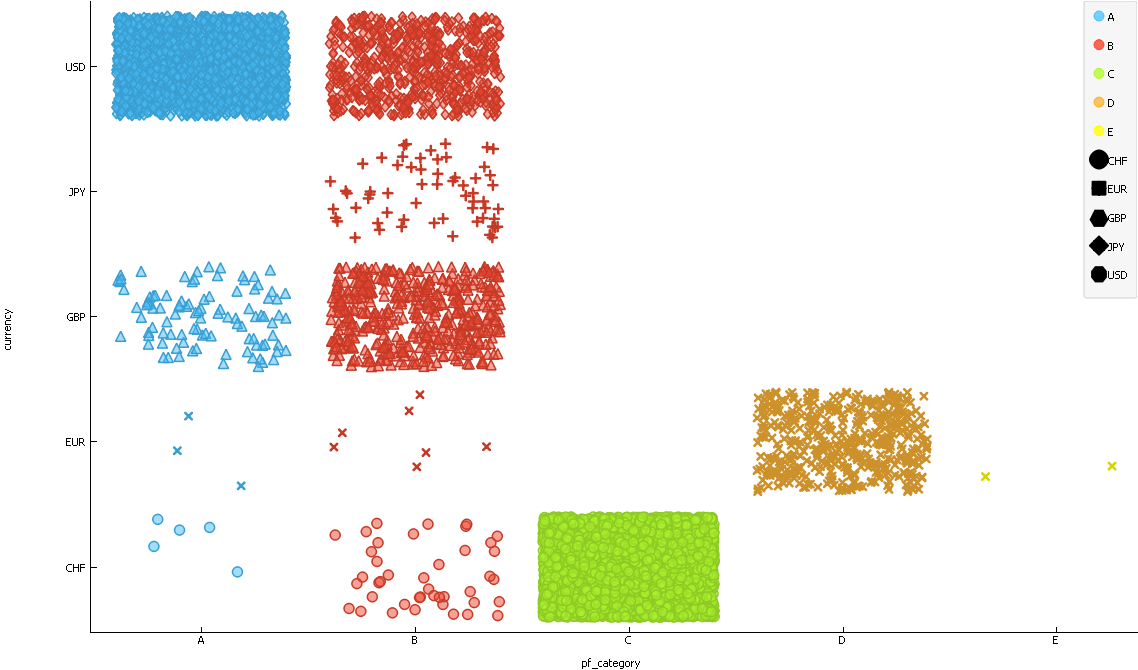 USD
JPY
GBP
EUR
CHF
currency
A
B
C
D
E
pf_category
A
B
C
D
E
CHF
EUR
GBP
JPY
USD